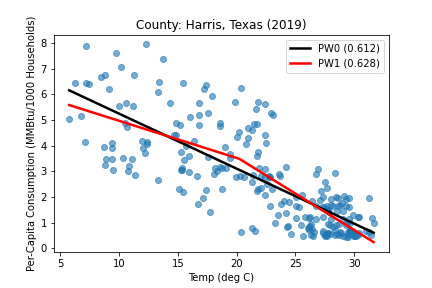 County: Harris, Texas (2019)
Per-Capita Consumption (MMBtu/1000 Households)
8
7
6
5
4
3
2
1
0
PW0 (0.612)
PW1 (0.628)
5 10 15 20 25 30
Temp (deg C)